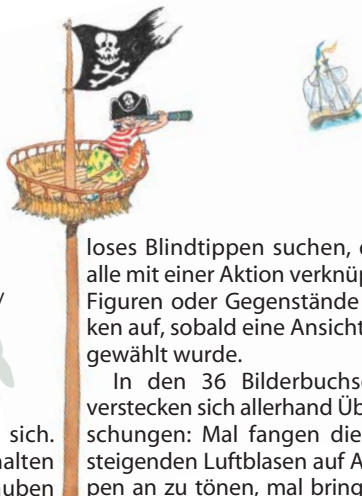 loses Blindtippen suchen,
alle mit einer Aktion verknüp
Figuren oder Gegenstände
ken auf, sobald eine Ansicht
gewählt wurde.
In den 36 Bilderbuchse
verstecken sich allerhand Üb
schungen: Mal fangen die
steigenden Luftblasen auf A
pen an zu tönen, mal bring
sich.
alten
uben